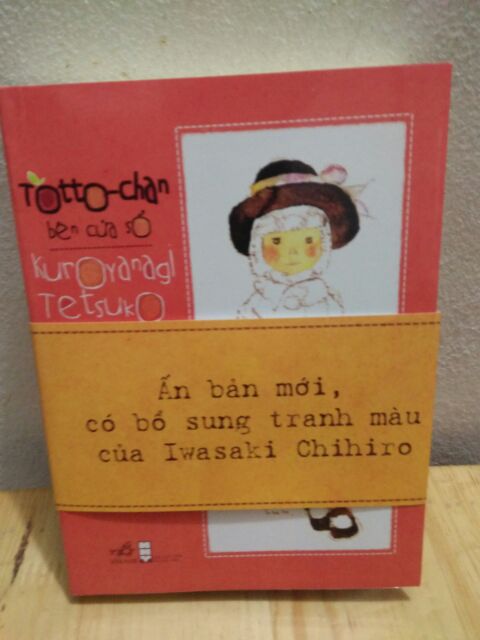 Totto-chan
bên cửa sổ
Kuroyanagi
Tetsuko
Ấn bản mới,
có bổ sung tranh màu
của Iwasaki Chihiro